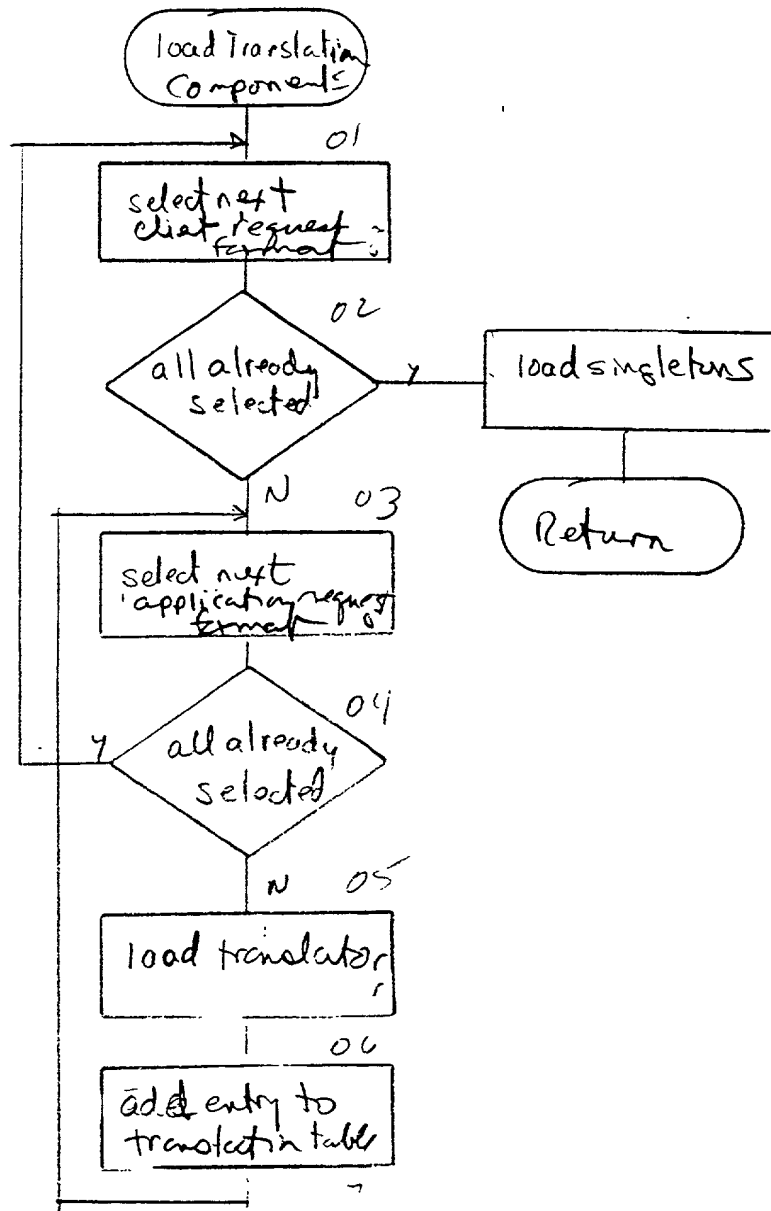 load Translation
Components
01
select next
client request
format
02
all already
selected
Y
load singletons
N
03
Return
select next
application request
format
04
all already
selected
Y
N
05
load translator
06
add entry to
translation table